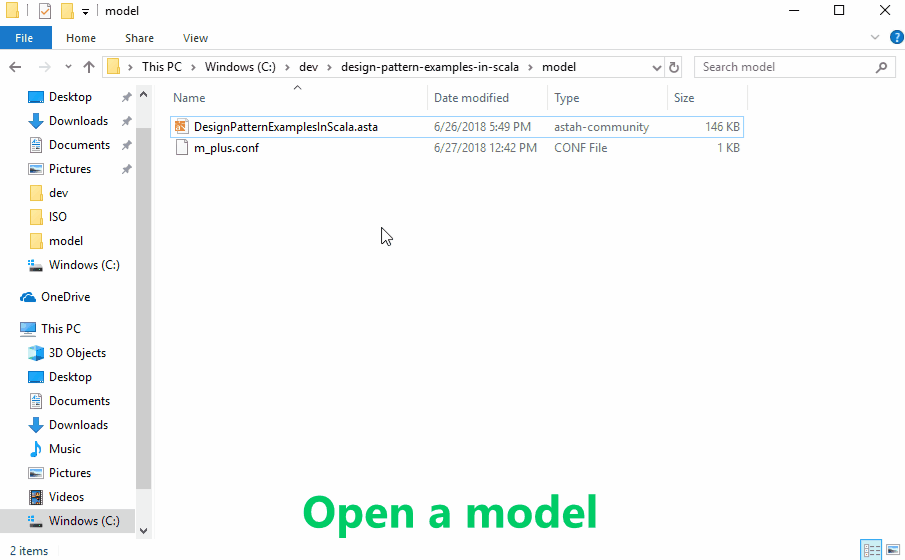 model
File Home Share View
This PC Windows (C:) dev design-pattern-examples-in-scala model Search model
Name Date modified Type Size
DesignPatternExamplesInScala.asta 6/26/2018 5:49 PM astah-community 146 KB
m_plus.conf 6/27/2018 12:42 PM CONF File 1 KB
Desktop
Downloads
Documents
Pictures
dev
ISO
model
Windows (C:)
OneDrive
This PC
3D Objects
Desktop
Documents
Downloads
Music
Pictures
Videos
Windows (C:)
Open a model
2 items